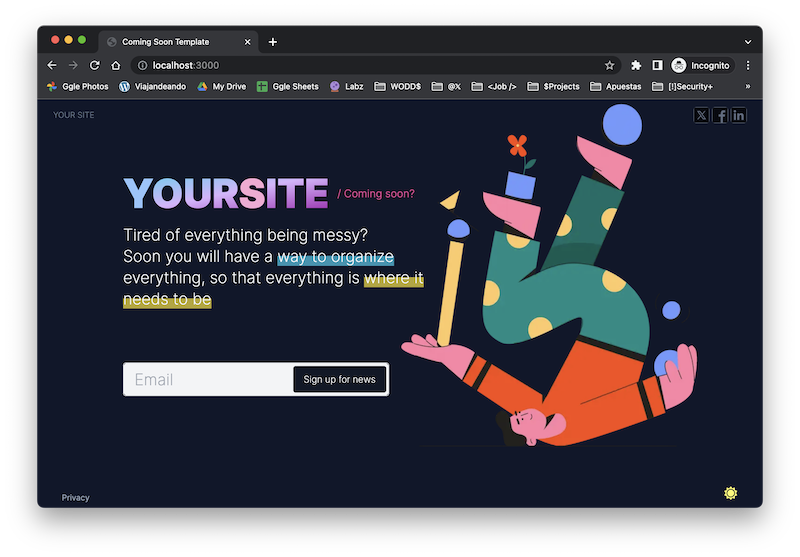 Coming Soon Template
localhost:3000
Incognito
Ggle Photos
Viajandeando
My Drive
Ggle Sheets
Labz
WODD$
@X
<Job />
$Projects
Apuestas
[!]Security+
»
YOUR SITE
X f in
YOURSITE / Coming soon?
Tired of everything being messy?
Soon you will have a way to organize
everything, so that everything is where it
needs to be
Email
Sign up for news
Privacy